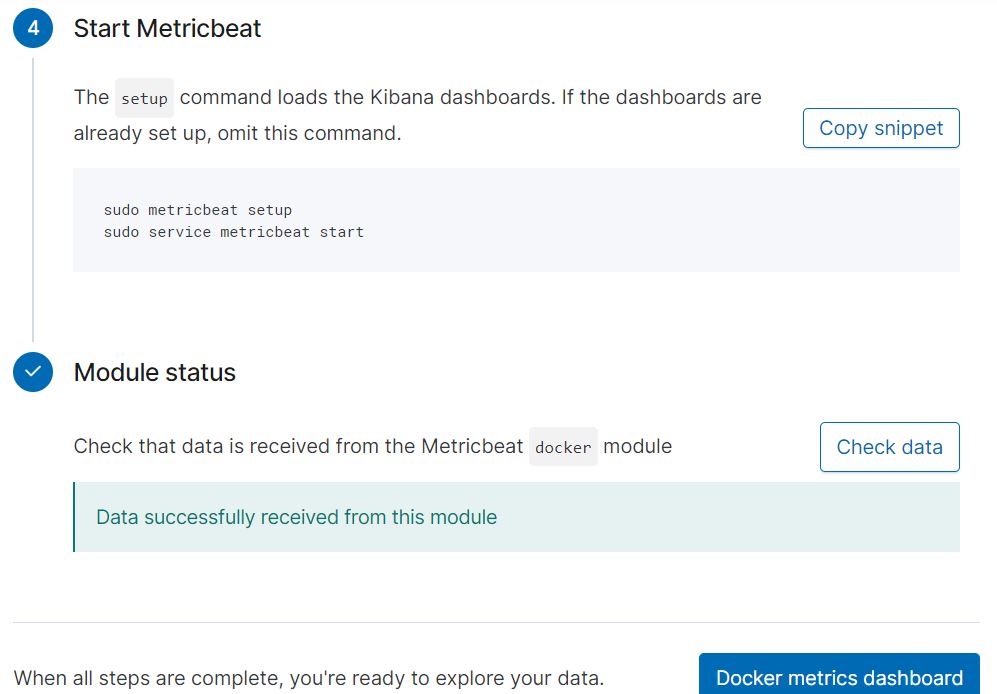 4 Start Metricbeat
The setup command loads the Kibana dashboards. If the dashboards are
already set up, omit this command.
Copy snippet
sudo metricbeat setup
sudo service metricbeat start
Module status
Check that data is received from the Metricbeat docker module
Check data
Data successfully received from this module
When all steps are complete, you're ready to explore your data.
Docker metrics dashboard